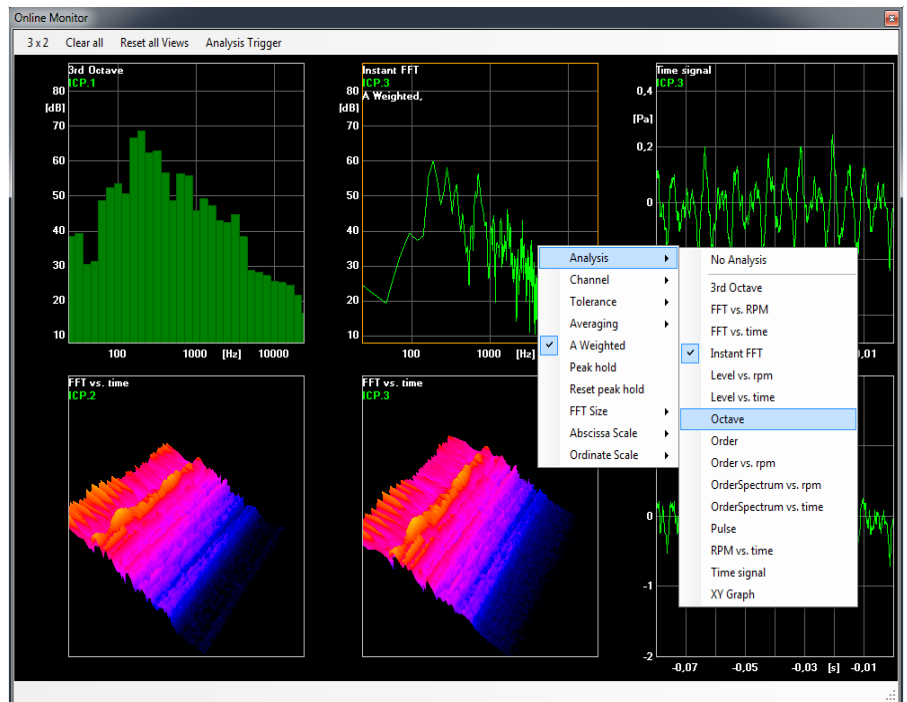 Online Monitor
3 x 2 Clear all Reset all Views Analysis Trigger
3rd Octave
ICP.1
80
[dB]
70
60
50
40
30
20
10
100 1000 [Hz] 10000
Instant FFT
ICP.3
A Weighted,
80
[dB]
70
60
50
40
30
20
10
100 1000 [Hz]
Time signal
ICP.3
0,4
[Pa]
0,2
0
0,01
Analysis
Channel
Tolerance
Averaging
A Weighted
Peak hold
Reset peak hold
FFT Size
Abscissa Scale
Ordinate Scale
No Analysis
3rd Octave
FFT vs. RPM
FFT vs. time
Instant FFT
Level vs. rpm
Level vs. time
Octave
Order
Order vs. rpm
OrderSpectrum vs. rpm
OrderSpectrum vs. time
Pulse
RPM vs. time
Time signal
XY Graph
FFT vs. time
ICP.2
FFT vs. time
ICP.3
0
-1
-2
-0,07 -0,05 -0,03 [s] -0,01